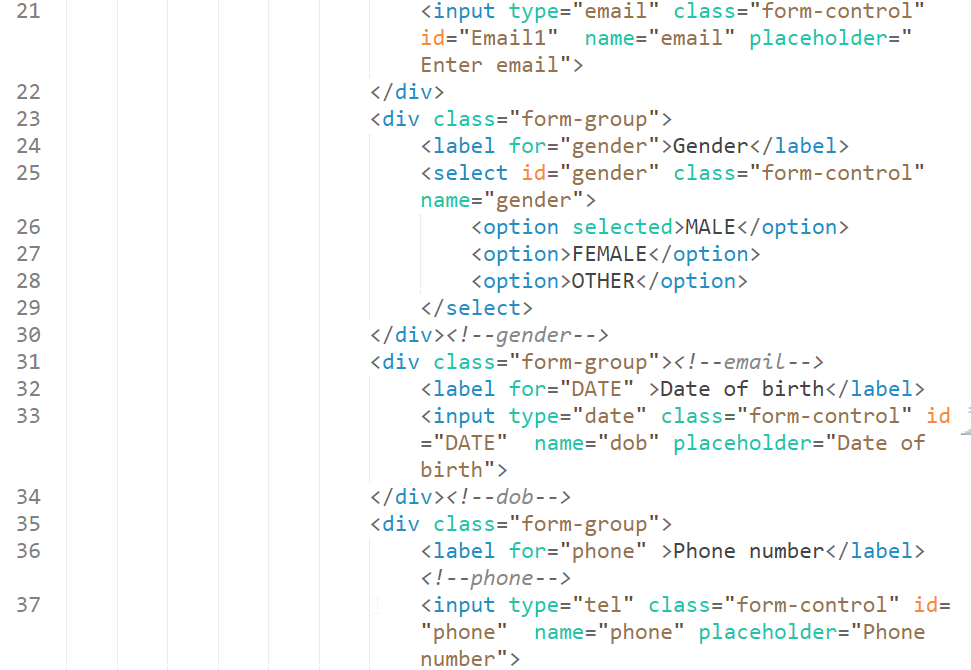 21 <input type="email" class="form-control"
id="Email1"  name="email" placeholder="
Enter email">
22 </div>
23 <div class="form-group">
24 <label for="gender">Gender</label>
25 <select id="gender" class="form-control"
name="gender">
26 <option selected>MALE</option>
27 <option>FEMALE</option>
28 <option>OTHER</option>
29 </select>
30 </div><!--gender-->
31 <div class="form-group"><!--email-->
32 <label for="DATE" >Date of birth</label>
33 <input type="date" class="form-control" id
="DATE"  name="dob" placeholder="Date of
birth">
34 </div><!--dob-->
35 <div class="form-group">
36 <label for="phone" >Phone number</label>
<!--phone-->
37 <input type="tel" class="form-control" id=
"phone"  name="phone" placeholder="Phone
number">